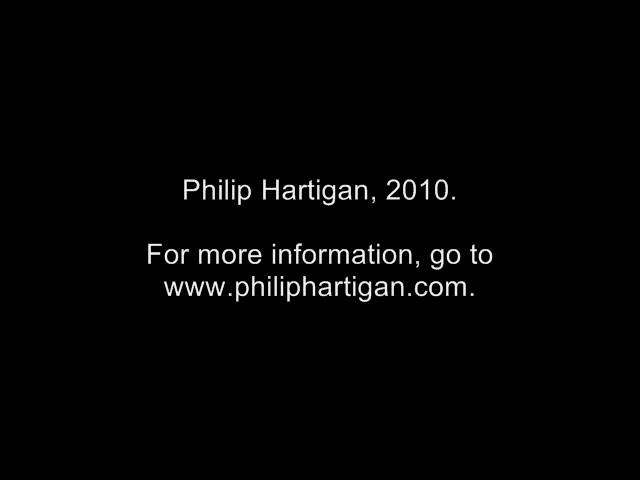 Philip Hartigan, 2010.
For more information, go to
www.philiphartigan.com.